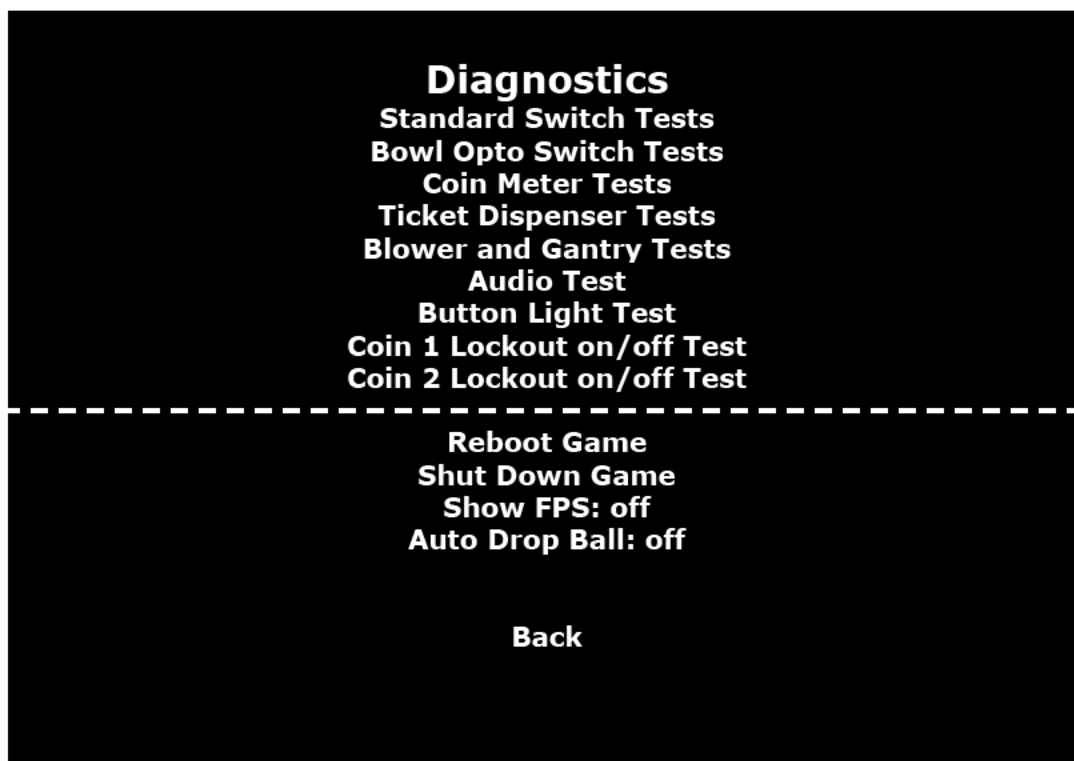 Diagnostics
Standard Switch Tests
Bowl Opto Switch Tests
Coin Meter Tests
Ticket Dispenser Tests
Blower and Gantry Tests
Audio Test
Button Light Test
Coin 1 Lockout on/off Test
Coin 2 Lockout on/off Test
Reboot Game
Shut Down Game
Show FPS: off
Auto Drop Ball: off
Back